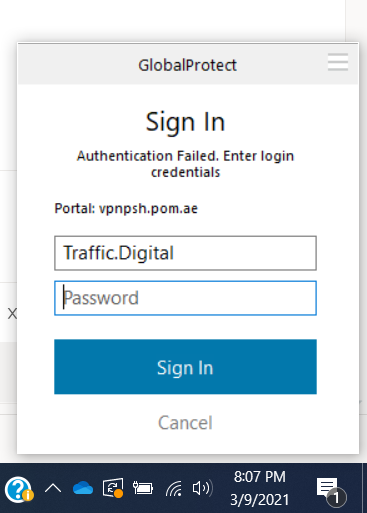 GlobalProtect
Sign In
Authentication Failed. Enter login
credentials
Portal: vpnpsh.pom.ae
Traffic.Digital
Password
X
Sign In
Cancel
8:07 PM
3/9/2021
1